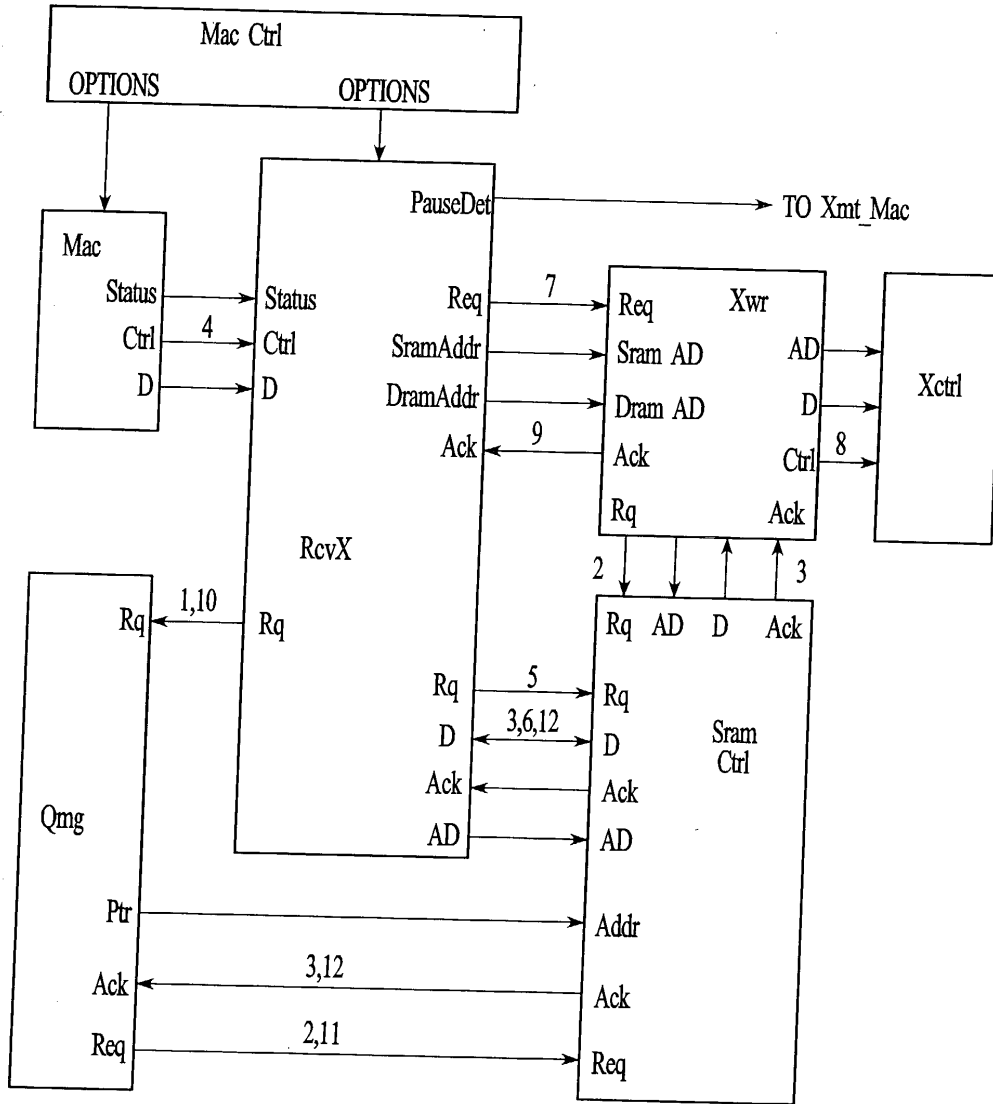 Mac Ctrl
OPTIONS
OPTIONS
PauseDet
TO Xmt_Mac
Mac
Status
Ctrl
D
4
Status
Ctrl
D
Req
SramAddr
DramAddr
Ack
RcvX
7
9
Req
Xwr
Sram AD
Dram AD
Ack
Rq
AD
D
Ctrl
Ack
8
Xctrl
2
3
Rq
AD
D
Ack
1,10
Rq
Rq
Rq
D
Ack
AD
5
3,6,12
Rq
D
Ack
AD
Sram
Ctrl
Qmg
Ptr
Addr
Ack
3,12
Ack
Req
2,11
Req